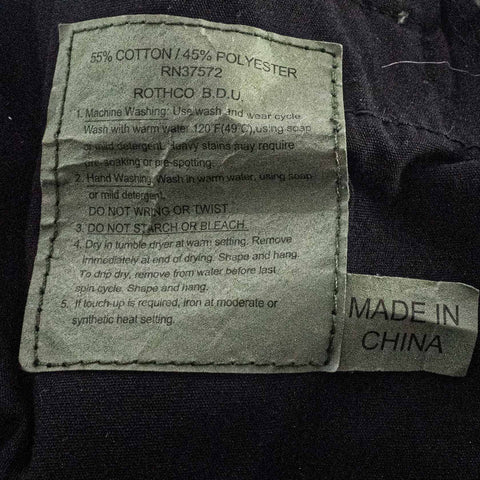 55% COTTON / 45% POLYESTER
RN37572
ROTHCO B.D.U.
1. Machine Washing: Use wash and wear cycle
Wash with warm water 120 F(49°C),using soap
or mild detergent. Heavy stains may require
pre-soaking or pre-spotting.
2. Hand Washing: Wash in warm water, using soap
or mild detergent.
DO NOT WRING OR TWIST
3. DO NOT STARCH OR BLEACH.
4. Dry in tumble dryer at warm setting. Remove
immediately at end of drying. Shape and hang.
To drip dry, remove from water before last
spin cycle. Shape and hang.
5. If touch-up is required, iron at moderate or
synthetic heat setting.
MADE IN
CHINA